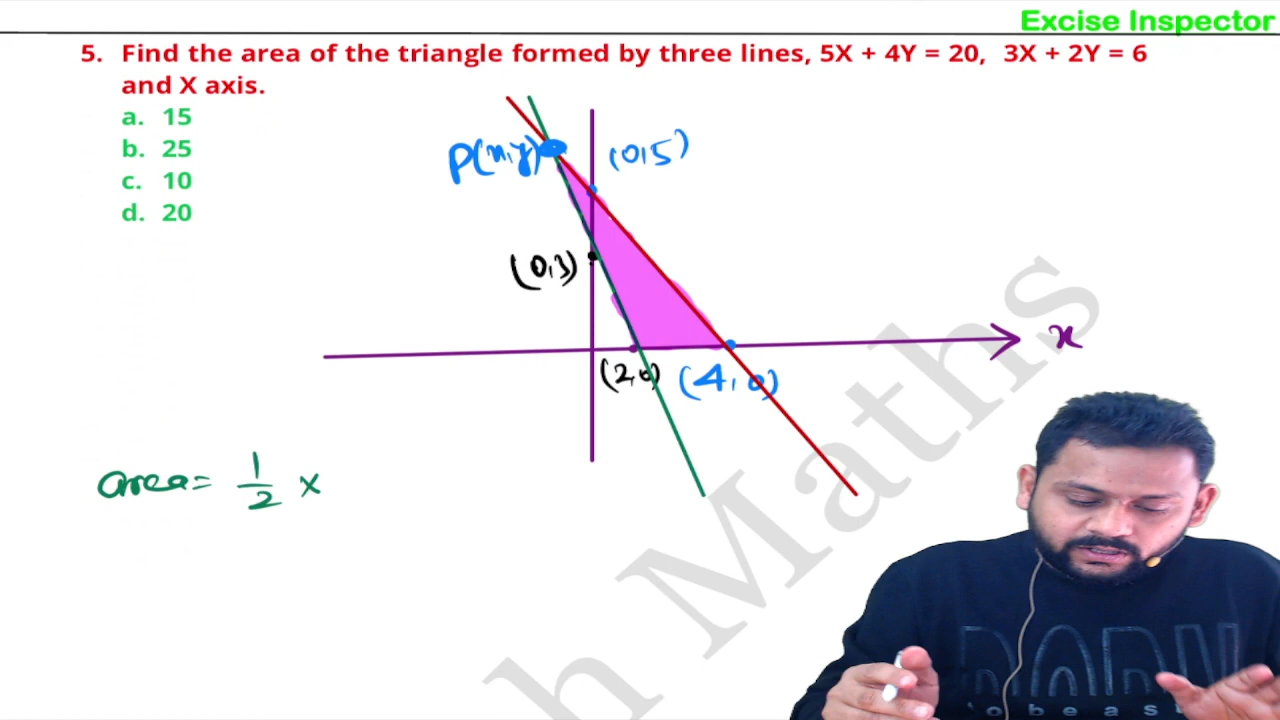 Excise Inspector
5. Find the area of the triangle formed by three lines, 5X + 4Y = 20, 3X + 2Y = 6
and X axis.
a. 15
b. 25
c. 10
d. 20
P(x,y)
(0,5)
(0,3)
x
(2,0)
(4,0)
area = 1/2 ×
h Maths